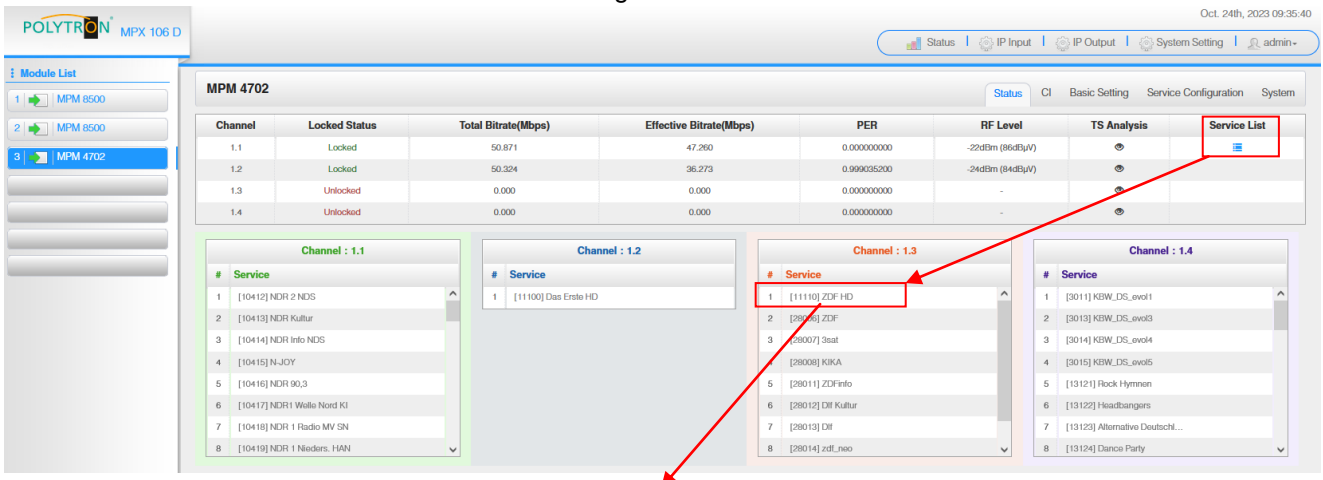 Oct. 24th, 2023 09:35:40
POLYTRON MPX 106 D
Status IP Input IP Output System Setting admin
Module List
1 MPM 8500
2 MPM 8500
3 MPM 4702
MPM 4702
Status CI Basic Setting Service Configuration System
Channel Locked Status Total Bitrate(Mbps) Effective Bitrate(Mbps) PER RF Level TS Analysis Service List
1.1 Locked 50.871 47.260 0.000000000 -22dBm (86dBµV)
1.2 Locked 50.324 36.273 0.999035200 -24dBm (84dBµV)
1.3 Unlocked 0.000 0.000 0.000000000 -
1.4 Unlocked 0.000 0.000 0.000000000 -
Channel : 1.1
# Service
1 [10412] NDR 2 NDS
2 [10413] NDR Kultur
3 [10414] NDR Info NDS
4 [10415] N-JOY
5 [10416] NDR 90,3
6 [10417] NDR1 Welle Nord KI
7 [10418] NDR 1 Radio MV SN
8 [10419] NDR 1 Nieders. HAN
Channel : 1.2
# Service
1 [11100] Das Erste HD
Channel : 1.3
# Service
1 [11110] ZDF HD
2 [28006] ZDF
3 [28007] 3sat
4 [28008] KIKA
5 [28011] ZDFinfo
6 [28012] Dlf Kultur
7 [28013] Dlf
8 [28014] zdf_neo
Channel : 1.4
# Service
1 [3011] KBW_DS_evol1
2 [3013] KBW_DS_evol3
3 [3014] KBW_DS_evol4
4 [3015] KBW_DS_evol5
5 [13121] Rock Hymnen
6 [13122] Headbangers
7 [13123] Alternative Deutschl...
8 [13124] Dance Party